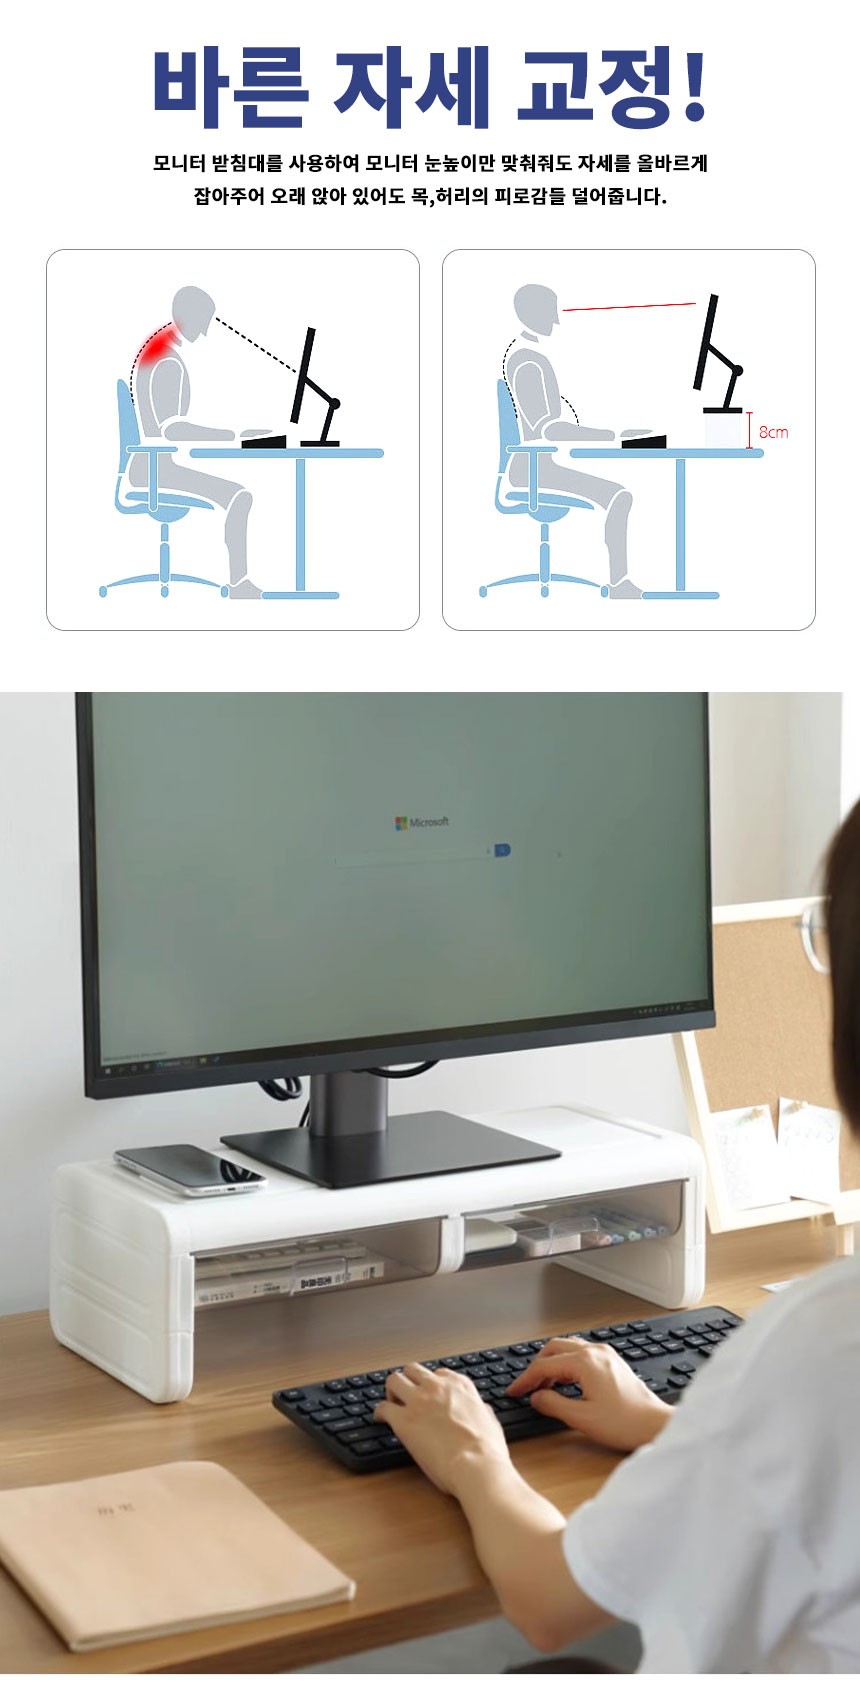 바른 자세 교정!
모니터 받침대를 사용하여 모니터 눈높이만 맞춰줘도 자세를 올바르게
잡아주어 오래 앉아 있어도 목,허리의 피로감들 덜어줍니다.
8cm
Microsoft